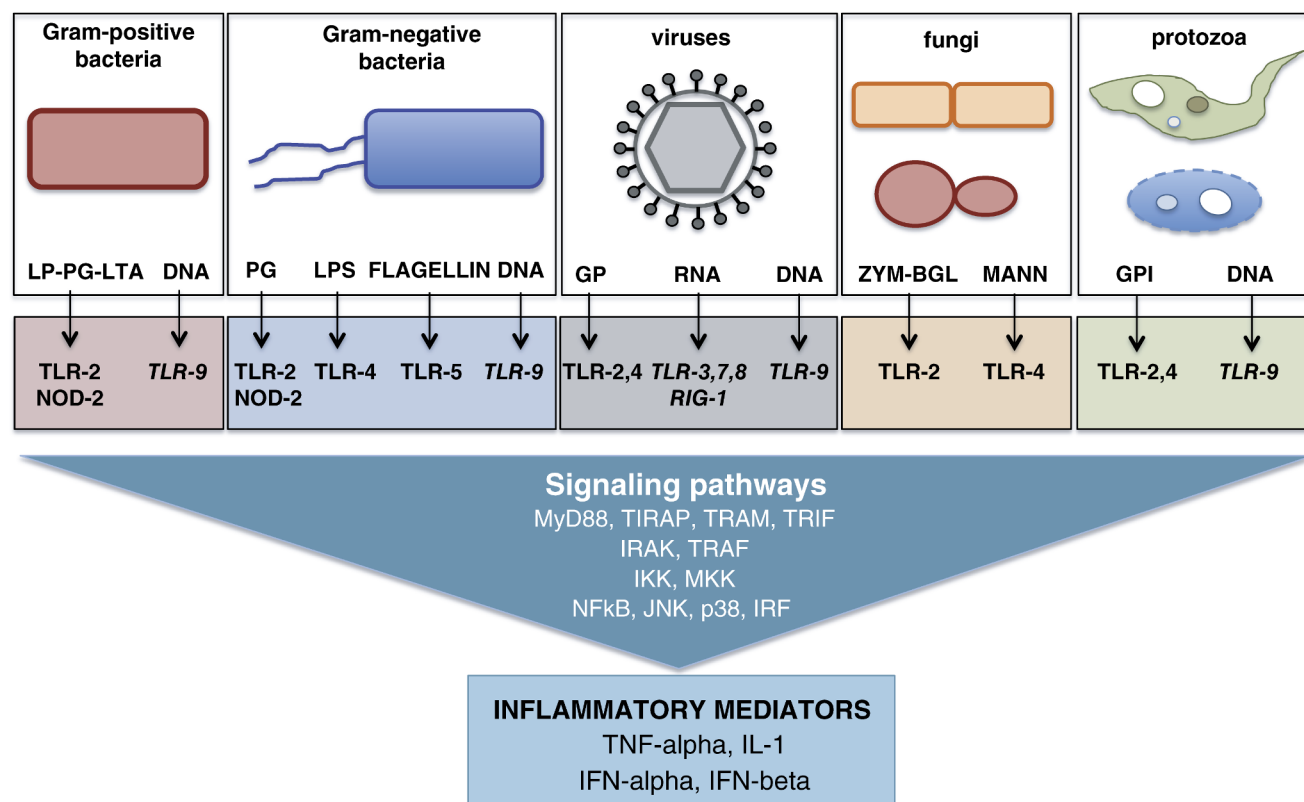 Gram-positive
bacteria
LP-PG-LTA DNA
TLR-2 TLR-9
NOD-2
Gram-negative
bacteria
PG LPS FLAGELLIN DNA
TLR-2 TLR-4 TLR-5 TLR-9
NOD-2
viruses
GP RNA DNA
TLR-2,4 TLR-3,7,8 TLR-9
RIG-1
fungi
ZYM-BGL MANN
TLR-2 TLR-4
protozoa
GPI DNA
TLR-2,4 TLR-9
Signaling pathways
MyD88, TIRAP, TRAM, TRIF
IRAK, TRAF
IKK, MKK
NFkB, JNK, p38, IRF
INFLAMMATORY MEDIATORS
TNF-alpha, IL-1
IFN-alpha, IFN-beta